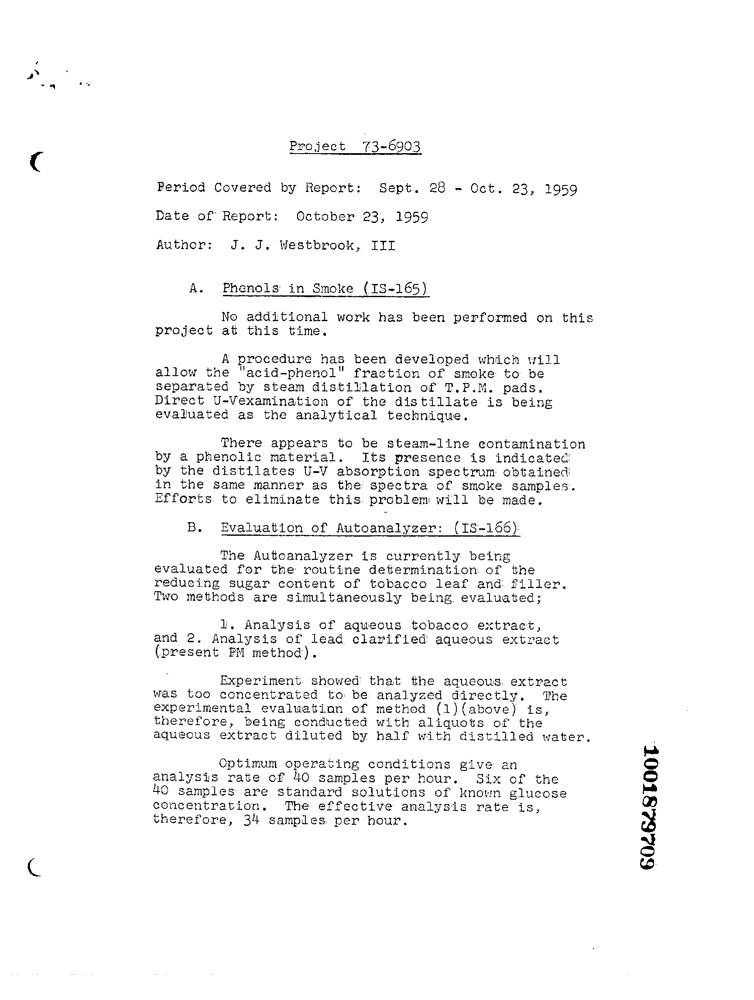 Project 73-6903
Period Covered by Report: Sept. 28 - Oct. 23, 1959
Date of Report: October 23, 1959
Author: J. J. Westbrook, III
A. Phenols in Smoke (IS-165)
No additional work has been performed on this
project at this time.
A procedure has been developed which will
allow the "acid-phenol" fraction of smoke to be
separated by steam distillation of T.P.M. pads.
Direct U-Vexamination of the distillate is being
evaluated as the analytical technique.
There appears to be steam-line contamination
by a phenolic material. Its presence is indicated
by the distilates U-V absorption spectrum obtained
in the same manner as the spectra of smoke samples.
Efforts to eliminate this problem will be made.
B. Evaluation of Autoanalyzer: (IS-166)
The Autoanalyzer is currently being
evaluated for the routine determination of the
reducing sugar content of tobacco leaf and filler.
Two methods are simultaneously being evaluated;
1. Analysis of aqueous tobacco extract,
and 2. Analysis of lead clarified aqueous extract
(present PM method).
Experiment showed that the aqueous extract
was too concentrated to be analyzed directly. The
experimental evaluation of method (1)(above) is,
therefore, being conducted with aliquots of the
aqueous extract diluted by half with distilled water.
Optimum operating conditions give an
analysis rate of 40 samples per hour. Six of the
40 samples are standard solutions of known glucose
concentration. The effective analysis rate is,
therefore, 34 samples per hour.
1001879709